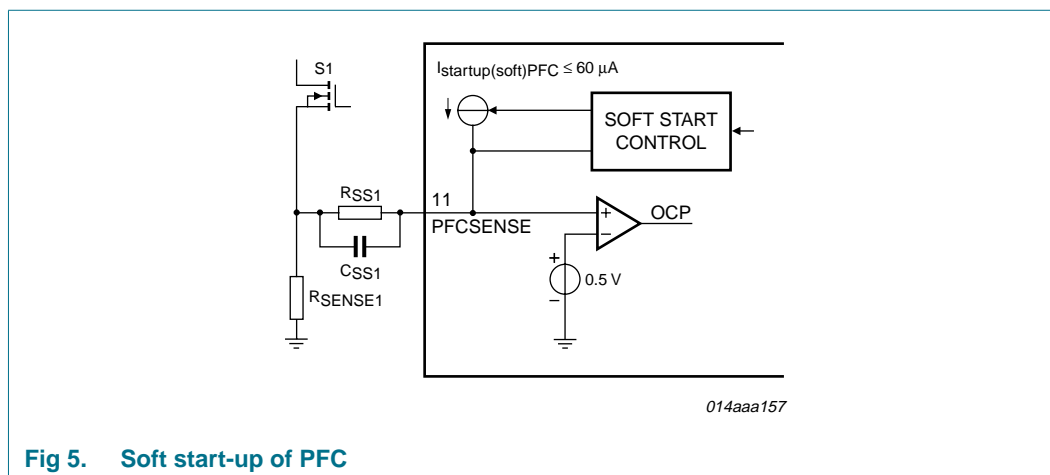 S1
Istartup(soft)PFC ≤ 60 μA
SOFT START
CONTROL
RSS1
11
PFCSENSE
CSS1
OCP
+
−
+
0.5 V
−
RSENSE1
014aaa157
Fig 5. Soft start-up of PFC